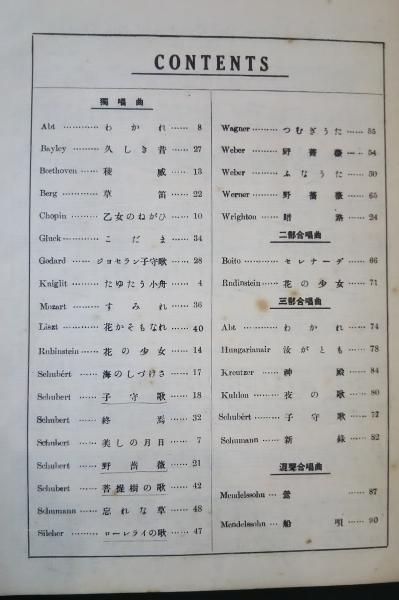 CONTENTS
獨唱曲
Abt ………… わかれ …… 8
Bayley ……… 久しき昔 …… 27
Beethoven …… 稜威 …… 13
Berg ………… 草笛 …… 22
Chopin ……… 乙女のねがひ …… 10
Gluck ………… こだま …… 34
Godard ……… ジョセラン子守歌 …… 28
Kniglit ……… たゆたう小舟 …… 4
Mozart ……… すみれ …… 36
Liszt ………… 花かそもなれ …… 40
Rubinstein …… 花の少女 …… 14
Schubért …… 海のしづけさ …… 17
Schubert …… 子守歌 …… 18
Schubert …… 終焉 …… 32
Schubert …… 美しの月日 …… 7
Schubert …… 野薔薇 …… 21
Schubert …… 菩提樹の歌 …… 42
Schumann …… 忘れな草 …… 48
Silcher ……… ローレライの歌 …… 47
Wagner ……… つむぎうた …… 55
Weber ……… 野薔薇 …… 54
Weber ……… ふなうた …… 50
Werner ……… 野薔薇 …… 65
Wrighton …… 暗路 …… 24
二部合唱曲
Boito ………… セレナーデ …… 66
Rudinstein …… 花の少女 …… 71
三部合唱曲
Abt ………… わかれ …… 74
Hungarianair 汝がとも …… 78
Kreutzer …… 神殿 …… 84
Kuhlau ……… 夜の歌 …… 80
Schubért …… 子守歌 …… 72
Schumann …… 新緑 …… 82
混聲合唱曲
Mendelssohn … 鶯 …… 87
Mendelssohn … 船唄 …… 90